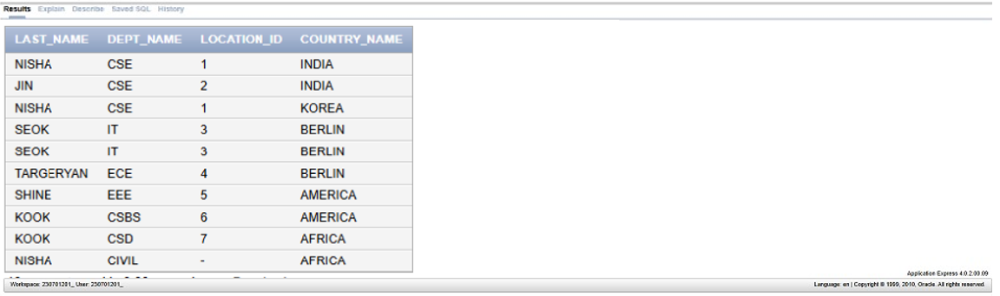 Results Explain Describe Saved SQL History
LAST_NAME DEPT_NAME LOCATION_ID COUNTRY_NAME
NISHA CSE 1 INDIA
JIN CSE 2 INDIA
NISHA CSE 1 KOREA
SEOK IT 3 BERLIN
SEOK IT 3 BERLIN
TARGERYAN ECE 4 BERLIN
SHINE EEE 5 AMERICA
KOOK CSBS 6 AMERICA
KOOK CSD 7 AFRICA
NISHA CIVIL - AFRICA
Application Express 4.0.2.00.09
Workspace: 230701201_ User: 230701201_
Language: en | Copyright © 1999, 2010, Oracle. All rights reserved.